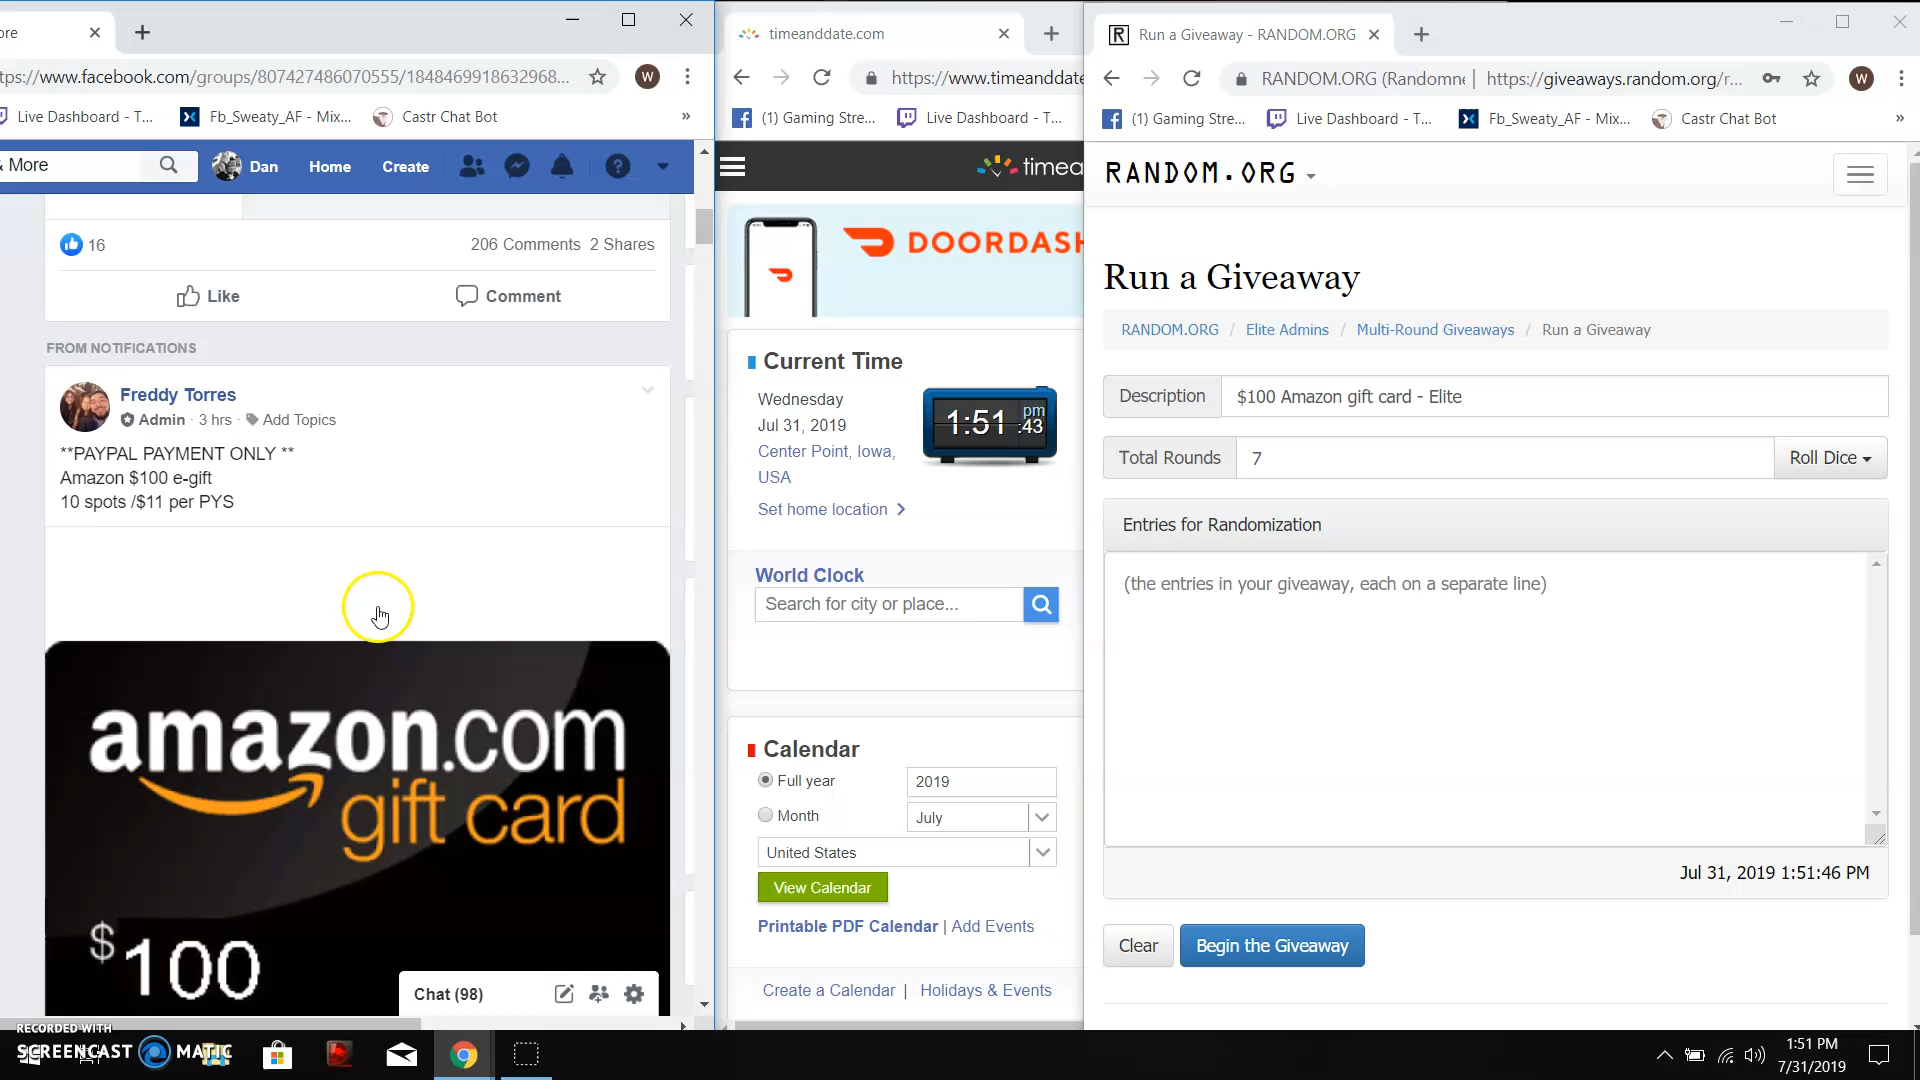 ore
tps://www.facebook.com/groups/807427486070555/1848469918632968...
W
Live Dashboard - T...
Fb_Sweaty_AF - Mix...
Castr Chat Bot
»
& More
Dan
Home
Create
16
206 Comments 2 Shares
Like
Comment
FROM NOTIFICATIONS
Freddy Torres
Admin · 3 hrs · Add Topics
**PAYPAL PAYMENT ONLY **
Amazon $100 e-gift
10 spots /$11 per PYS
amazon.com
gift card
$100
Chat (98)
timeanddate.com
https://www.timeanddate
(1) Gaming Stre...
Live Dashboard - T...
timea
DOORDASH
Current Time
Wednesday
Jul 31, 2019
Center Point, Iowa,
USA
1:51 pm .43
Set home location
World Clock
Search for city or place...
Calendar
Full year
2019
Month
July
United States
View Calendar
Printable PDF Calendar | Add Events
Create a Calendar | Holidays & Events
Run a Giveaway - RANDOM.ORG
RANDOM.ORG (Randomne | https://giveaways.random.org/r...
W
(1) Gaming Stre...
Live Dashboard - T...
Fb_Sweaty_AF - Mix...
Castr Chat Bot
»
RANDOM.ORG
Run a Giveaway
RANDOM.ORG / Elite Admins / Multi-Round Giveaways / Run a Giveaway
Description
$100 Amazon gift card - Elite
Total Rounds
7
Roll Dice
Entries for Randomization
(the entries in your giveaway, each on a separate line)
Jul 31, 2019 1:51:46 PM
Clear
Begin the Giveaway
RECORDED WITH
SCREENCAST MATIC
1:51 PM
7/31/2019